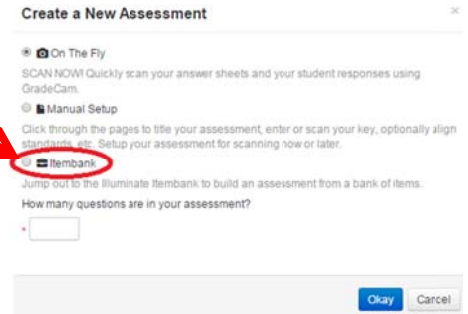 Create a New Assessment
×
On The Fly
SCAN NOW! Quickly scan your answer sheets and your student responses using
GradeCam.
Manual Setup
Click through the pages to title your assessment, enter or scan your key, optionally align
standards, etc. Setup your assessment for scanning now or later.
Itembank
Jump out to the Illuminate Itembank to build an assessment from a bank of items.
How many questions are in your assessment?
*
Okay Cancel